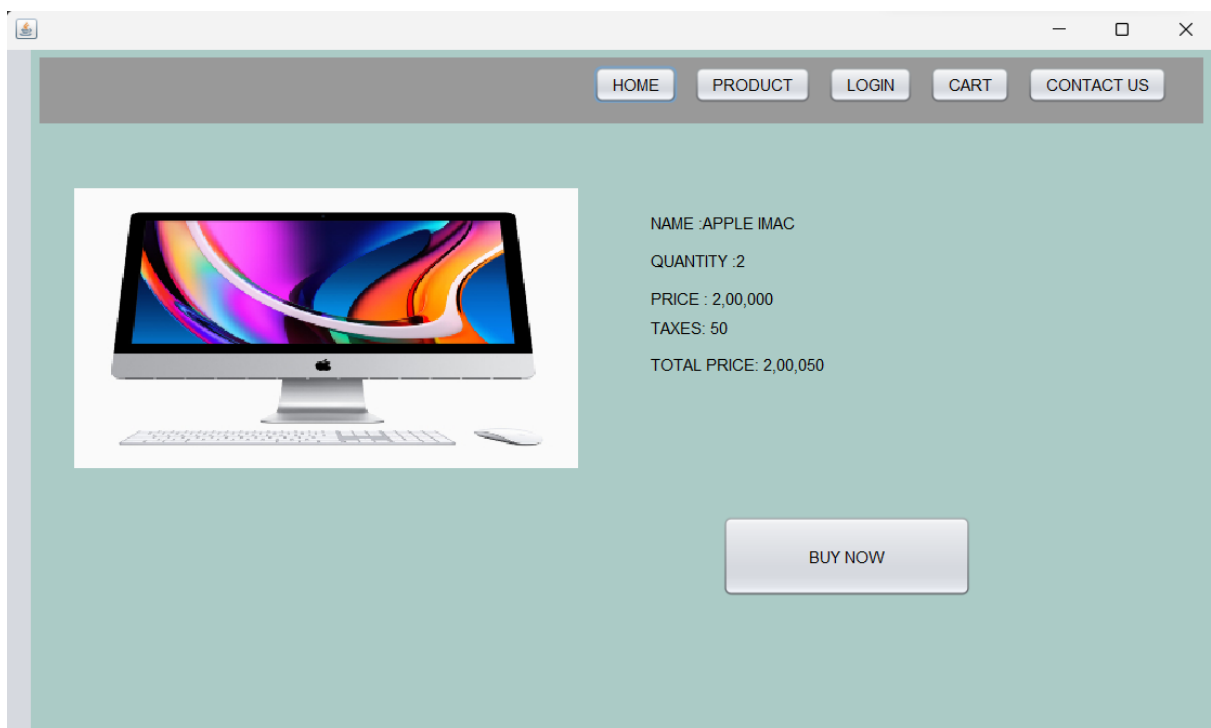 HOME PRODUCT LOGIN CART CONTACT US
NAME :APPLE IMAC
QUANTITY :2
PRICE : 2,00,000
TAXES: 50
TOTAL PRICE: 2,00,050
BUY NOW